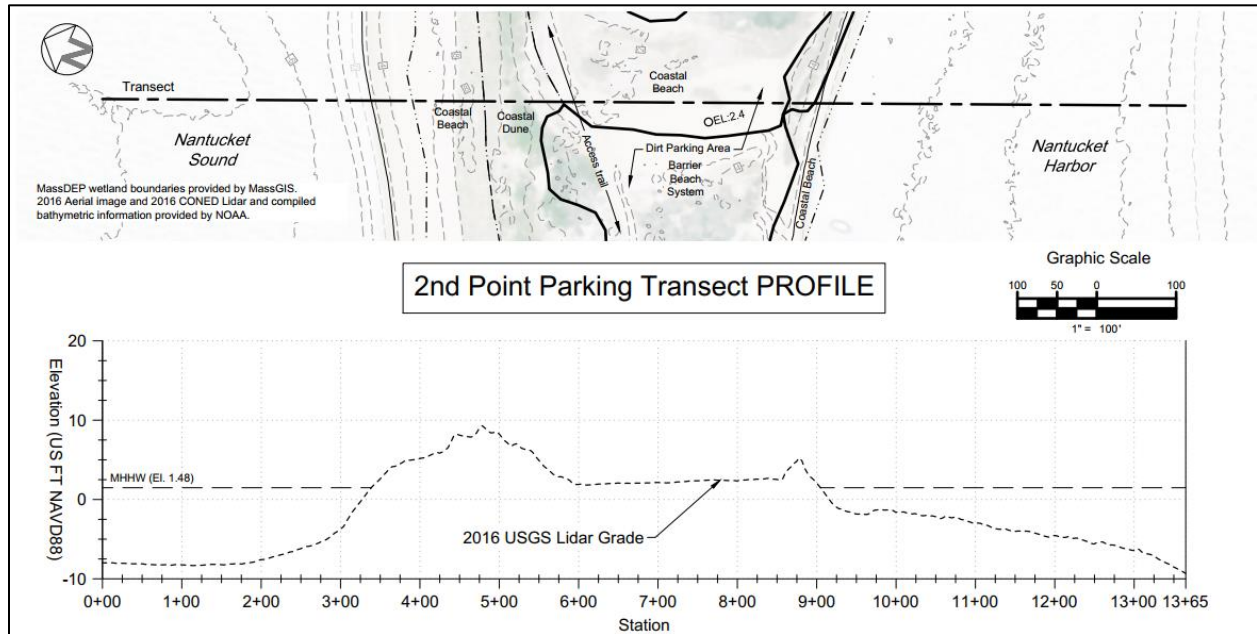 Transect
Nantucket
Sound
MassDEP wetland boundaries provided by MassGIS.
2016 Aerial image and 2016 CONED Lidar and compiled
bathymetric information provided by NOAA.
Coastal
Beach
Coastal
Dune
Access trail
Coastal
Beach
OEL:2.4
Dirt Parking Area
Barrier
Beach
System
Coastal Beach
Nantucket
Harbor
2nd Point Parking Transect PROFILE
Graphic Scale
100 50 0 100
1" = 100'
Elevation (US FT NAVD88)
20
10
0
-10
MHHW (El. 1.48)
2016 USGS Lidar Grade
0+00 1+00 2+00 3+00 4+00 5+00 6+00 7+00 8+00 9+00 10+00 11+00 12+00 13+00 13+65
Station